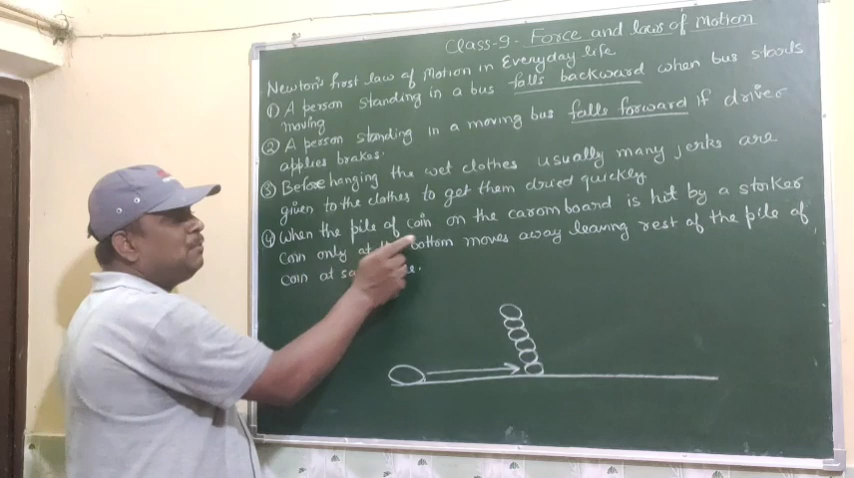 Class-9- Force and laws of Motion
Newton's first law of Motion in Everyday life
① A person standing in a bus falls backward when bus starts
moving
② A person standing in a moving bus falls forward if driver
applies brakes.
③ Before hanging the wet clothes usually many jerks are
given to the clothes to get them dried quickly
④ When the pile of coin on the caromboard is hit by a striker
coin only at bottom moves away leaving rest of the pile of
coin at